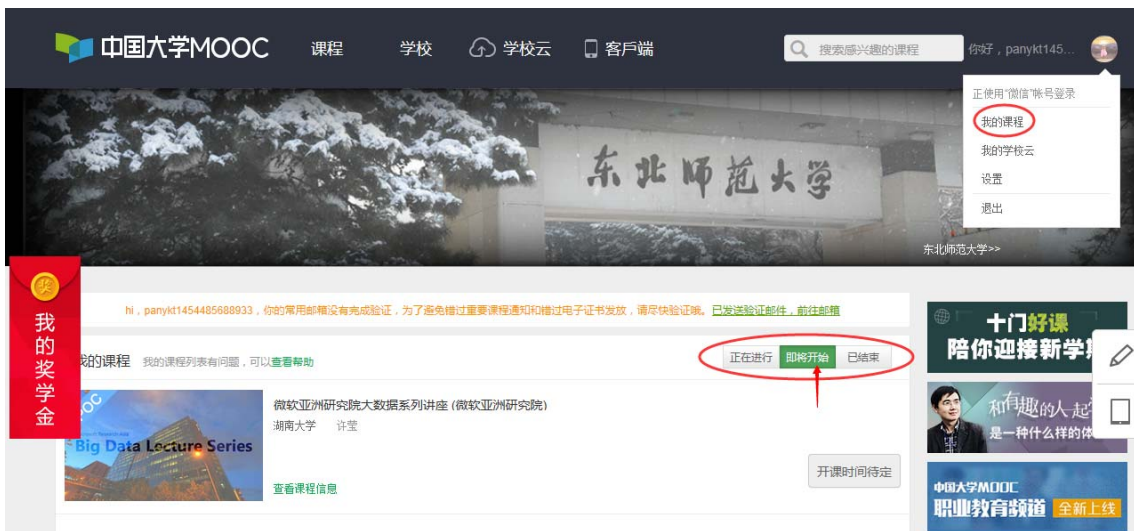 中国大学MOOC 课程 学校 学校云 客戶端 搜索感兴趣的课程 你好，panykt145...
正使用"微信"帐号登录
我的课程
我的学校云
设置
退出
东北师范大学
东北师范大学>>
奖
我的奖学金
hi，panykt1454485688933，你的常用邮箱没有完成验证，为了避免错过重要课程通知和错过电子证书发放，请尽快验证哦。已发送验证邮件，前往邮箱
我的课程 我的课程列表有问题，可以查看帮助 正在进行 即将开始 已结束
微软亚洲研究院大数据系列讲座 (微软亚洲研究院)
湖南大学 许莹
Big Data Lecture Series
查看课程信息
开课时间待定
十门好课
陪你迎接新学
和有趣的人一起
是一种什么样的体
中国大学MOOC
职业教育频道 全新上线